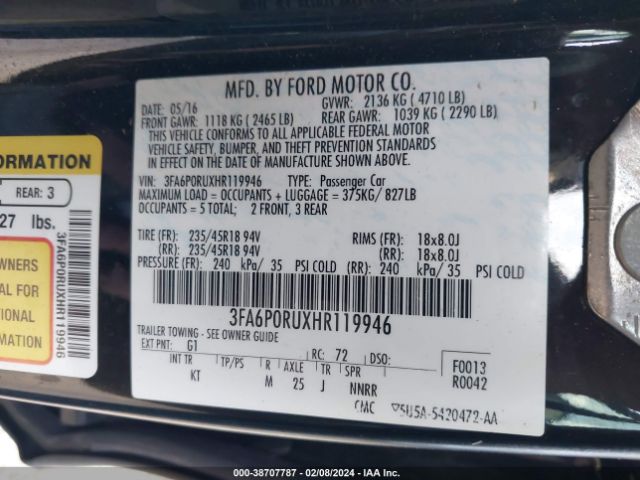 MFD. BY FORD MOTOR CO.
DATE: 05/16 GVWR: 2136 KG ( 4710 LB)
FRONT GAWR: 1118 KG ( 2465 LB) REAR GAWR: 1039 KG ( 2290 LB)
THIS VEHICLE CONFORMS TO ALL APPLICABLE FEDERAL MOTOR
VEHICLE SAFETY, BUMPER, AND THEFT PREVENTION STANDARDS
IN EFFECT ON THE DATE OF MANUFACTURE SHOWN ABOVE.
VIN: 3FA6P0RUXHR119946 TYPE: Passenger Car
MAXIMUM LOAD = OCCUPANTS + LUGGAGE = 375KG/ 827LB
OCCUPANTS = 5 TOTAL; 2 FRONT, 3 REAR
TIRE (FR): 235/45R18 94V RIMS (FR): 18x8.0J
(RR): 235/45R18 94V (RR): 18x8.0J
PRESSURE (FR): 240 kPa/ 35 PSI COLD (RR): 240 kPa/ 35 PSI COLD
3FA6P0RUXHR119946
TRAILER TOWING - SEE OWNER GUIDE
EXT PNT: G1 RC: 72 DSO: F0013
INT TR TP/PS R AXLE TR SPR R0042
KT M 25 J NNRR
CMC 5U5A-5420472-AA
FORMATION
REAR: 3
27 lbs.
WNERS
AL FOR
TIONAL
MATION
3FA6P0RUXHR119946
000-38707787 - 02/08/2024 - IAA Inc.